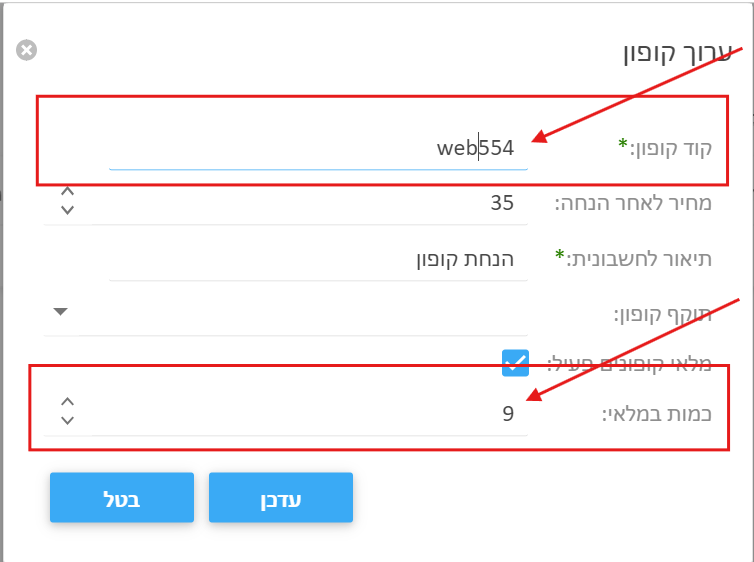 ערוך קופון
קוד קופון:* web554
מחיר לאחר הנחה: 35
תיאור לחשבונית:* הנחת קופון
תוקף קופון:
מלאי קופונים פעיל:
כמות במלאי: 9
עדכן בטל